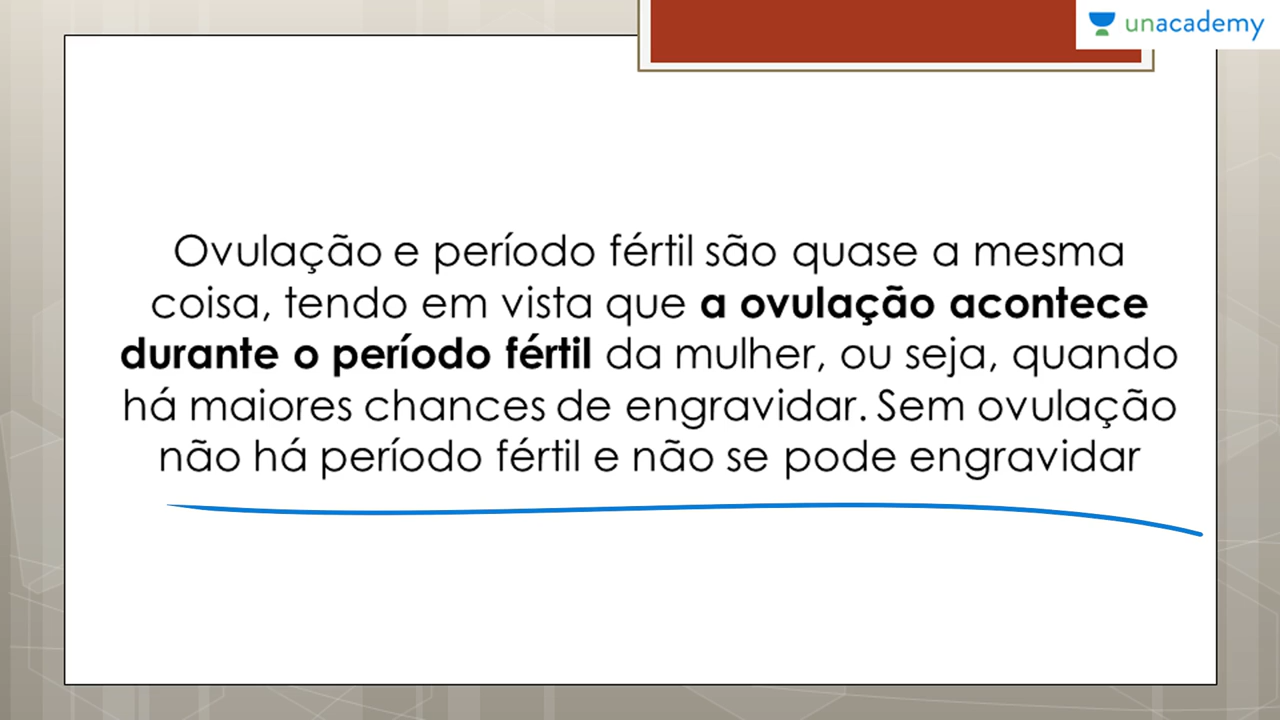 unacademy
Ovulação e período fértil são quase a mesma
coisa, tendo em vista que a ovulação acontece
durante o período fértil da mulher, ou seja, quando
há maiores chances de engravidar. Sem ovulação
não há período fértil e não se pode engravidar